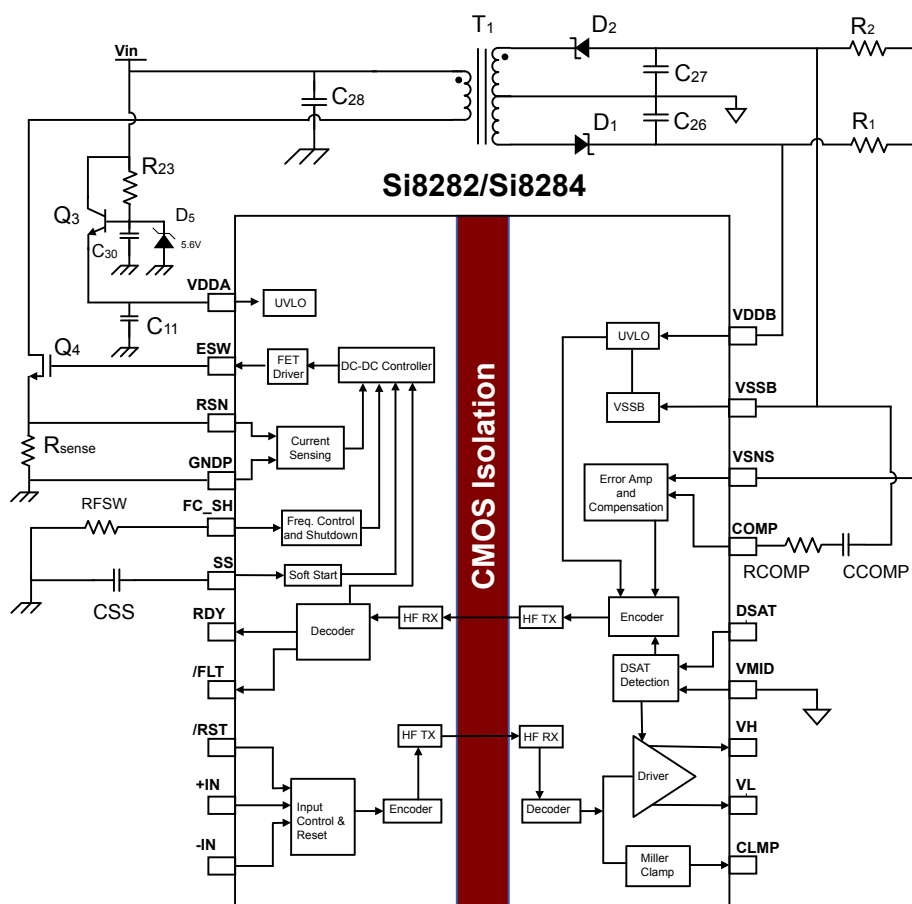 T1
D2
R2
Vin
C28
C27
C26
D1
R1
R23
Si8282/Si8284
Q3
D5
5.6V
C30
VDDA
UVLO
C11
VDDB
UVLO
Q4
ESW
FET
Driver
DC-DC Controller
VSSB
VSSB
RSN
Rsense
Current
Sensing
GNDP
VSNS
Error Amp
and
Compensation
CMOS Isolation
RFSW
FC_SH
Freq. Control
and Shutdown
COMP
RCOMP
CCOMP
SS
Soft Start
CSS
RDY
Decoder
HF RX
HF TX
Encoder
DSAT
/FLT
DSAT
Detection
VMID
/RST
HF TX
HF RX
VH
+IN
Input
Control &
Reset
Encoder
Decoder
Driver
VL
-IN
Miller
Clamp
CLMP